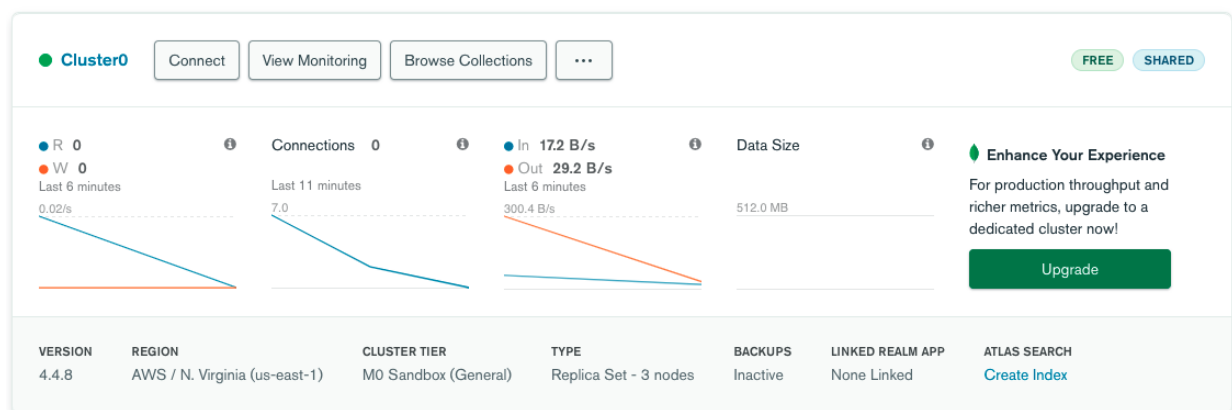 Cluster0 Connect View Monitoring Browse Collections ... FREE SHARED
R 0
W 0
Last 6 minutes
0.02/s
Connections 0
Last 11 minutes
7.0
In 17.2 B/s
Out 29.2 B/s
Last 6 minutes
300.4 B/s
Data Size
512.0 MB
Enhance Your Experience
For production throughput and
richer metrics, upgrade to a
dedicated cluster now!
Upgrade
VERSION REGION CLUSTER TIER TYPE BACKUPS LINKED REALM APP ATLAS SEARCH
4.4.8 AWS / N. Virginia (us-east-1) M0 Sandbox (General) Replica Set - 3 nodes Inactive None Linked Create Index